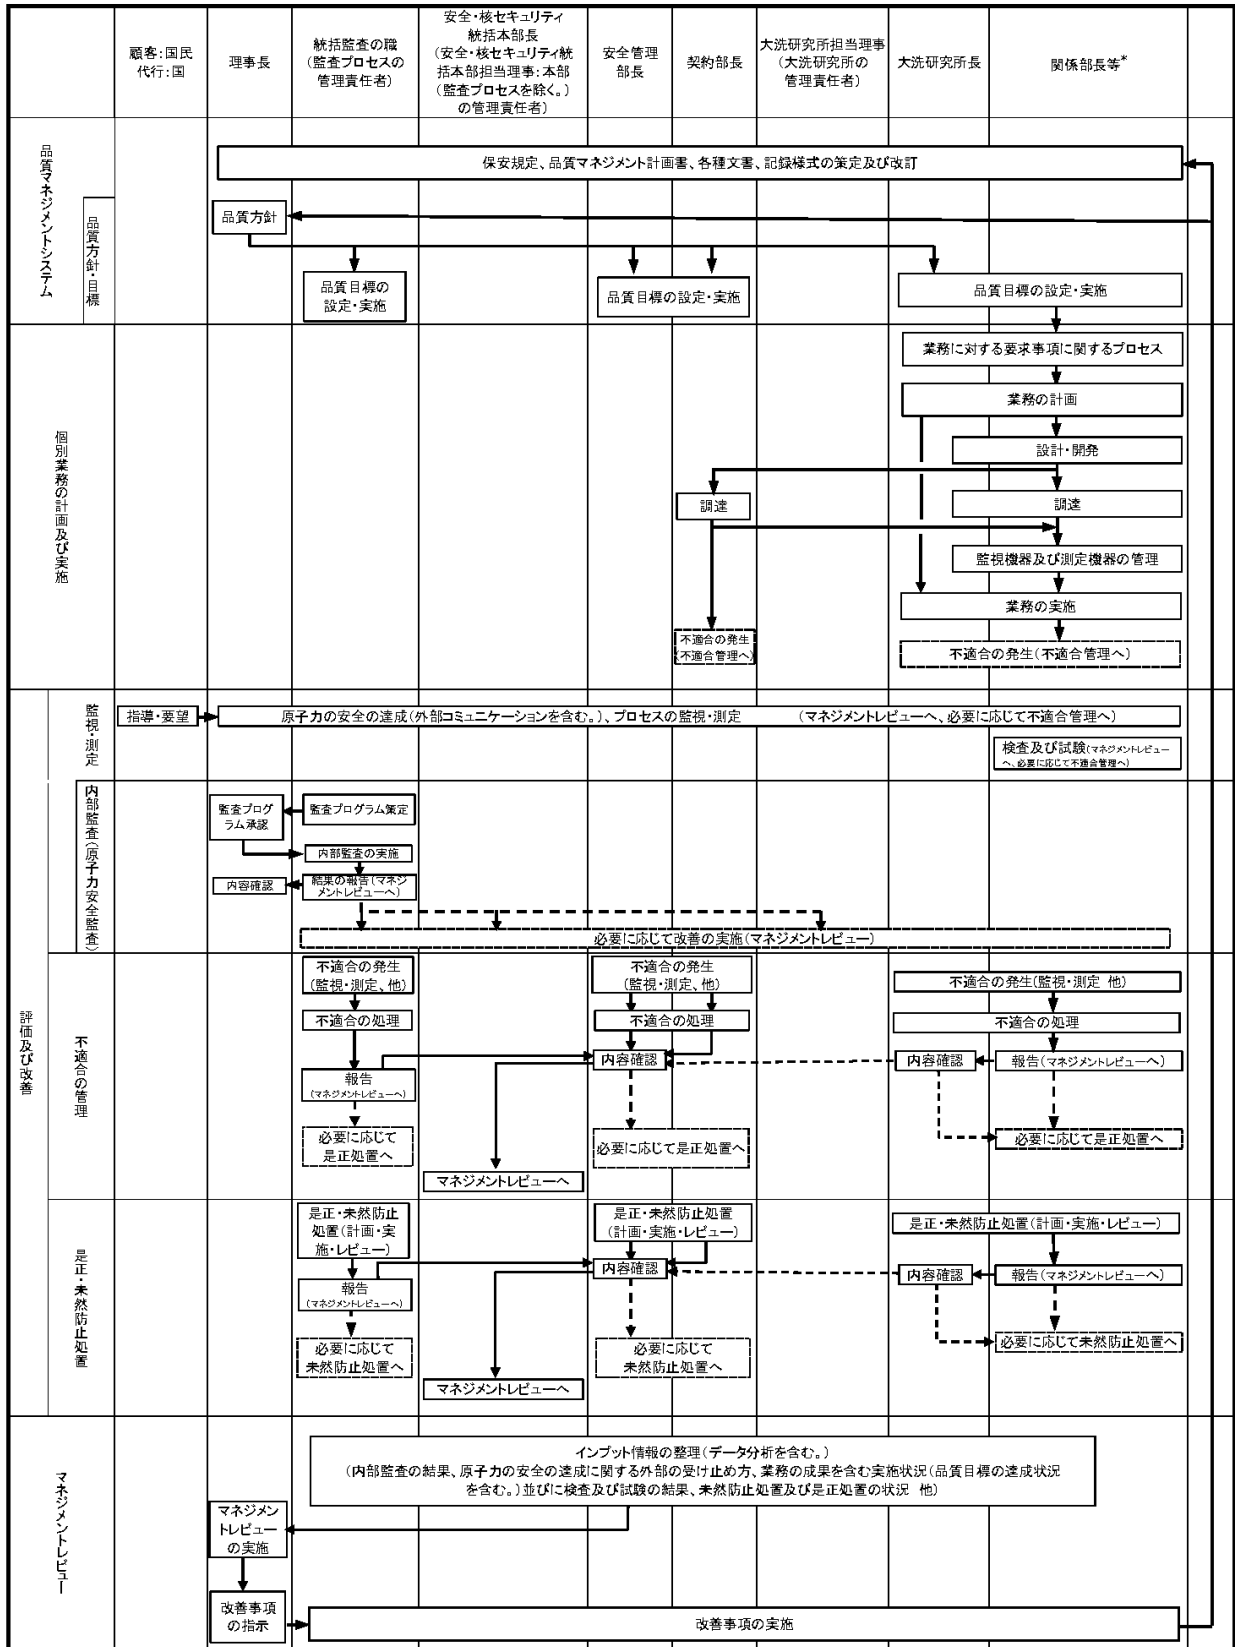 顧客:国民
代行:国
理事長
統括監査の職
(監査プロセスの
管理責任者)
安全・核セキュリティ
統括本部長
(安全・核セキュリティ統
括本部担当理事:本部
(監査プロセスを除く。)
の管理責任者)
安全管理
部長
契約部長
大洗研究所担当理事
(大洗研究所の
管理責任者)
大洗研究所長
関係部長等*
品質マネジメントシステム
保安規定、品質マネジメント計画書、各種文書、記録様式の策定及び改訂
品質方針・目標
品質方針
品質目標の
設定・実施
品質目標の設定・実施
品質目標の設定・実施
個別業務の計画及び実施
業務に対する要求事項に関するプロセス
業務の計画
設計・開発
調達
調達
監視機器及び測定機器の管理
業務の実施
不適合の発生
(不適合管理へ)
不適合の発生(不適合管理へ)
評価及び改善
監視・測定
指導・要望
原子力の安全の達成(外部コミュニケーションを含む。)、プロセスの監視・測定 (マネジメントレビューへ、必要に応じて不適合管理へ)
検査及び試験(マネジメントレビュー
へ、必要に応じて不適合管理へ)
内部監査(原子力安全監査)
監査プログ
ラム承認
監査プログラム策定
内部監査の実施
内容確認
結果の報告(マネジ
メントレビューへ)
必要に応じて改善の実施(マネジメントレビュー)
不適合の管理
不適合の発生
(監視・測定、他)
不適合の発生
(監視・測定、他)
不適合の発生(監視・測定 他)
不適合の処理
不適合の処理
不適合の処理
報告
(マネジメントレビューへ)
内容確認
内容確認
報告(マネジメントレビューへ)
必要に応じて
是正処置へ
必要に応じて是正処置へ
必要に応じて是正処置へ
マネジメントレビューへ
是正・未然防止処置
是正・未然防止
処置(計画・実
施・レビュー)
是正・未然防止処置
(計画・実施・レビュー)
是正・未然防止処置(計画・実施・レビュー)
報告
(マネジメントレビューへ)
内容確認
内容確認
報告(マネジメントレビューへ)
必要に応じて
未然防止処置へ
必要に応じて
未然防止処置へ
必要に応じて未然防止処置へ
マネジメントレビューへ
マネジメントレビュー
インプット情報の整理(データ分析を含む。)
(内部監査の結果、原子力の安全の達成に関する外部の受け止め方、業務の成果を含む実施状況(品質目標の達成状況
を含む。)並びに検査及び試験の結果、未然防止処置及び是正処置の状況 他)
マネジメン
トレビュー
の実施
改善事項
の指示
改善事項の実施